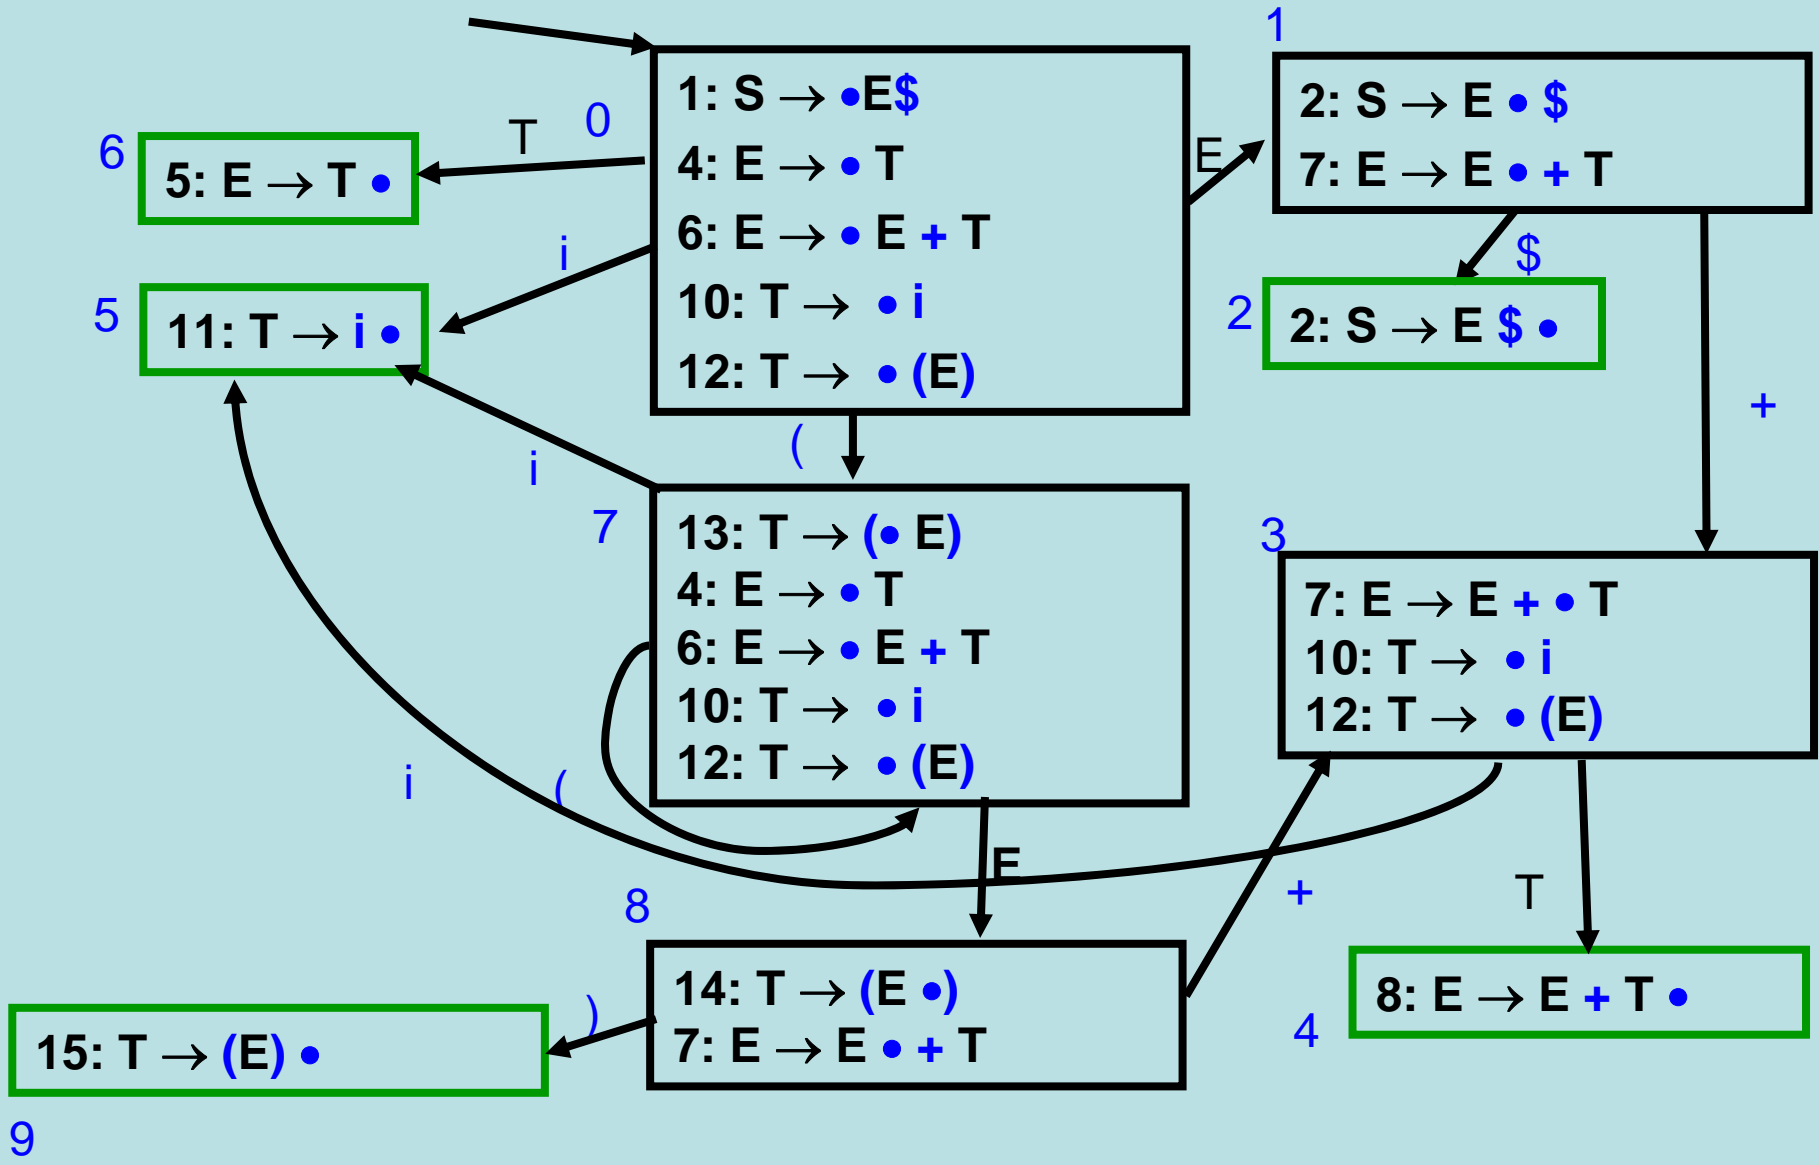 1
1: S → •E$
4: E → • T
6: E → • E + T
10: T → • i
12: T → • (E)
0
T
6
5: E → T •
E
2: S → E • $
7: E → E • + T
i
5
11: T → i •
$
2
2: S → E $ •
+
(
i
7
13: T → (• E)
4: E → • T
6: E → • E + T
10: T → • i
12: T → • (E)
3
7: E → E + • T
10: T → • i
12: T → • (E)
i
(
E
8
14: T → (E •)
7: E → E • + T
+
T
8: E → E + T •
4
)
15: T → (E) •
9